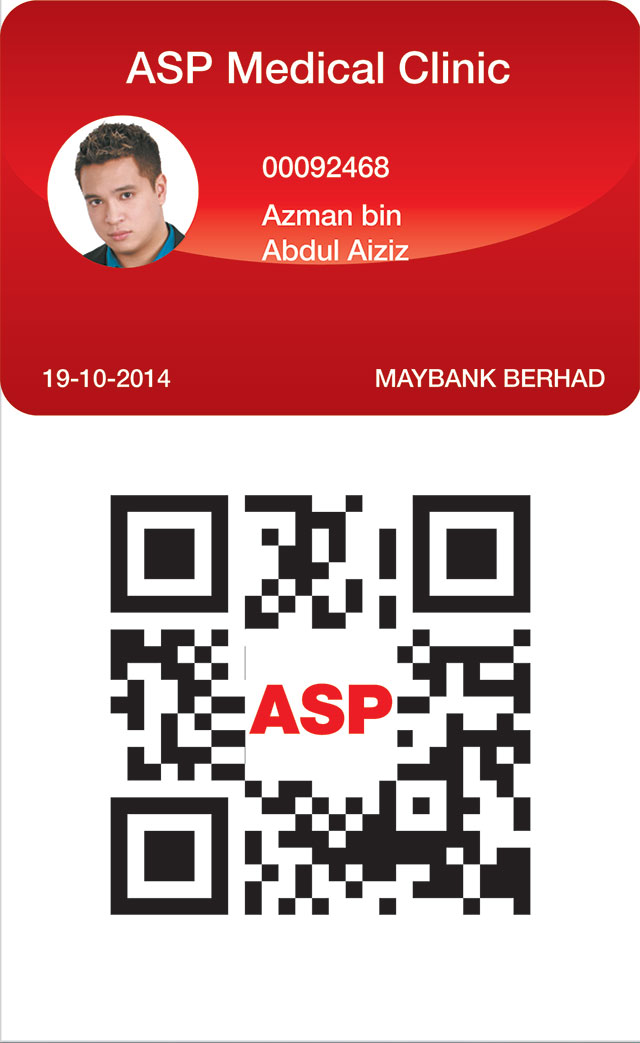 ASP Medical Clinic
00092468
Azman bin
Abdul Aiziz
19-10-2014
MAYBANK BERHAD
ASP